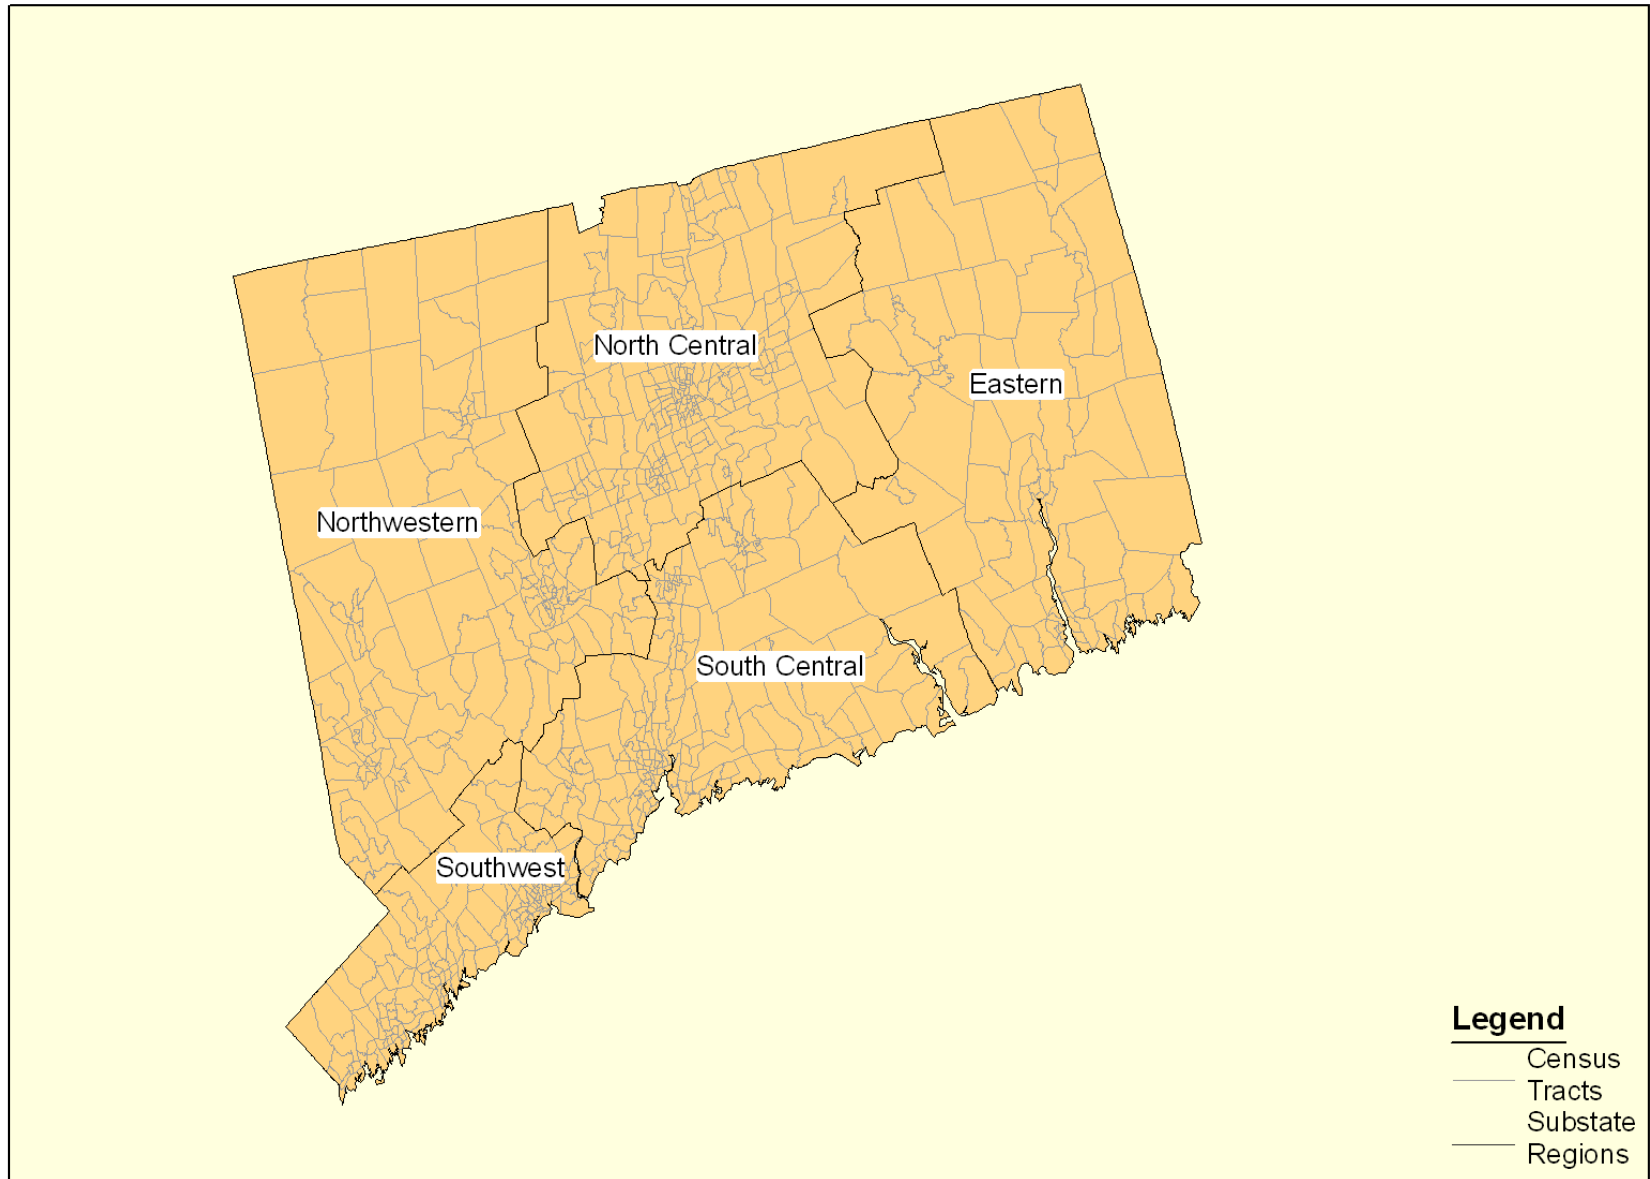 North Central
Eastern
Northwestern
South Central
Southwest
Legend
Census
Tracts
Substate
Regions